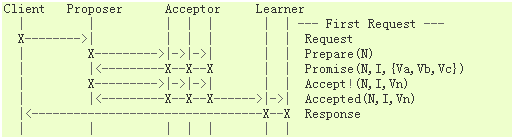 Client   Proposer      Acceptor     Learner
   |         |          |  |  |       |  | --- First Request ---
   X-------->|          |  |  |       |  |  Request
   |         X--------->|->|->|       |  |  Prepare(N)
   |         |<---------X--X--X       |  |  Promise(N,I,{Va,Vb,Vc})
   |         X--------->|->|->|       |  |  Accept!(N,I,Vn)
   |         |<---------X--X--X------>|->|  Accepted(N,I,Vn)
   |<---------------------------------X--X  Response
   |         |          |  |  |       |  |